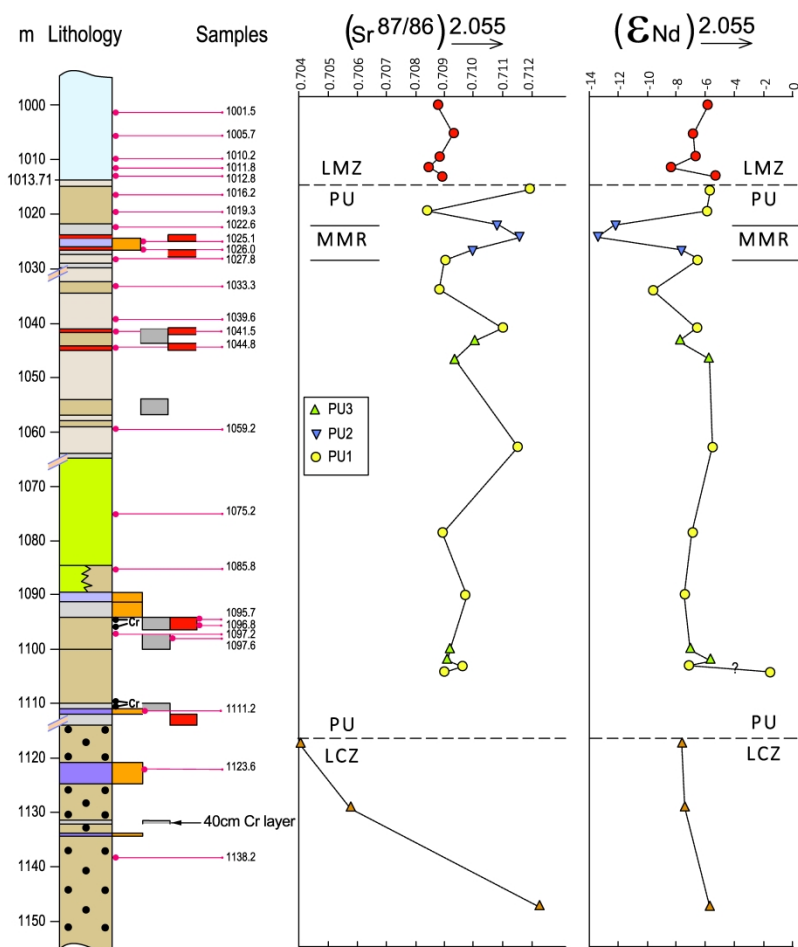 m Lithology Samples
(Sr 87/86) 2.055
(εNd) 2.055
0.704 0.705 0.706 0.707 0.708 0.709 0.710 0.711 0.712
-14 -12 -10 -8 -6 -4 -2 0
1000
1010
1013.71
1020
1030
1040
1050
1060
1070
1080
1090
1100
1110
1120
1130
1140
1150
1001.5
1005.7
1010.2
1011.8
1012.8
1016.2
1019.3
1022.6
1025.1
1026.0
1027.8
1033.3
1039.6
1041.5
1044.8
1059.2
1075.2
1085.8
1095.7
1096.8
1097.2
1097.6
1111.2
1123.6
1138.2
Cr
Cr
40cm Cr layer
LMZ
PU
MMR
PU3
PU2
PU1
PU
LCZ
LMZ
PU
MMR
?
PU
LCZ